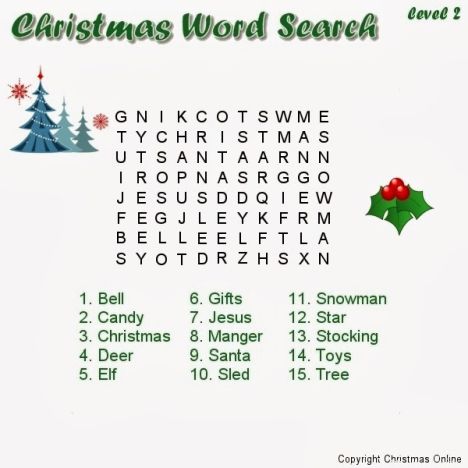 Christmas Word Search
Level 2
G N I K C O T S W M E
T Y C H R I S T M A S
U T S A N T A A R N N
I R O P N A S R G G O
J E S U S D D Q I E W
F E G J L E Y K F R M
B E L L E E L F T L A
S Y O T D R Z H S X N
1. Bell 6. Gifts 11. Snowman
2. Candy 7. Jesus 12. Star
3. Christmas 8. Manger 13. Stocking
4. Deer 9. Santa 14. Toys
5. Elf 10. Sled 15. Tree
Copyright Christmas Online